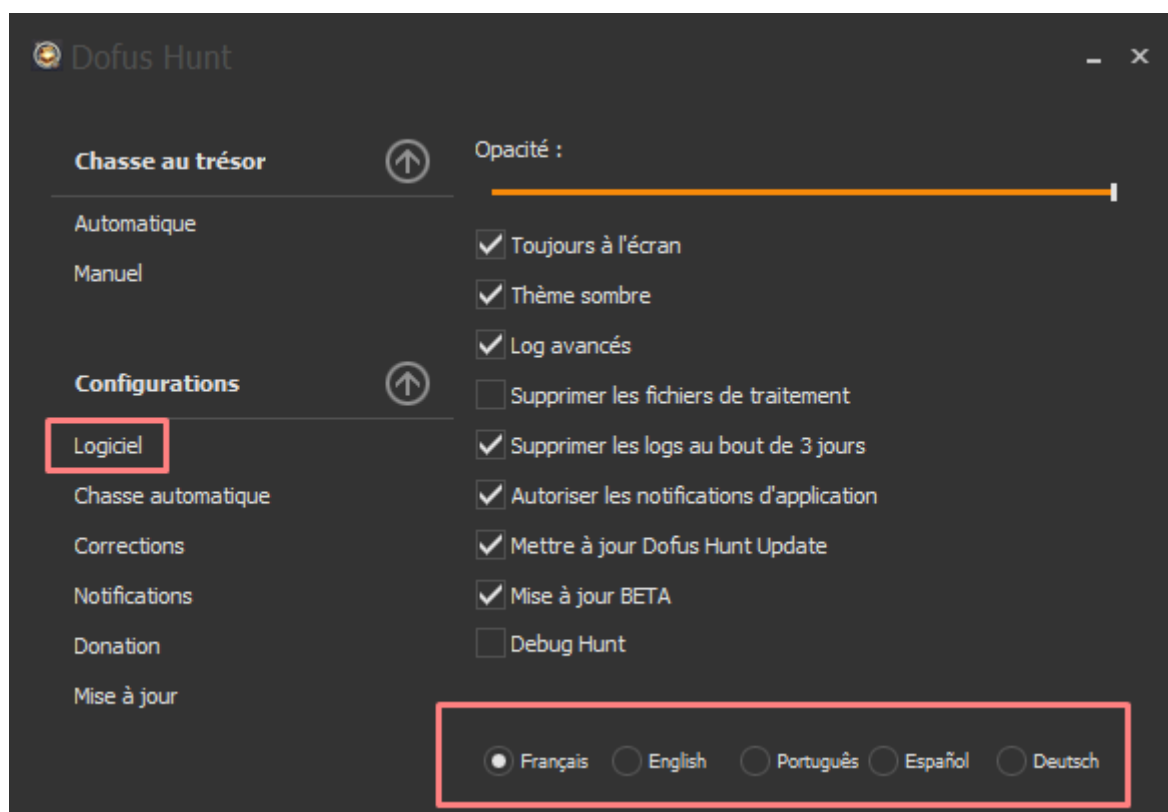 Dofus Hunt
Chasse au trésor
Automatique
Manuel
Configurations
Logiciel
Chasse automatique
Corrections
Notifications
Donation
Mise à jour
Opacité :
Toujours à l'écran
Thème sombre
Log avancés
Supprimer les fichiers de traitement
Supprimer les logs au bout de 3 jours
Autoriser les notifications d'application
Mettre à jour Dofus Hunt Update
Mise à jour BETA
Debug Hunt
Français English Português Español Deutsch